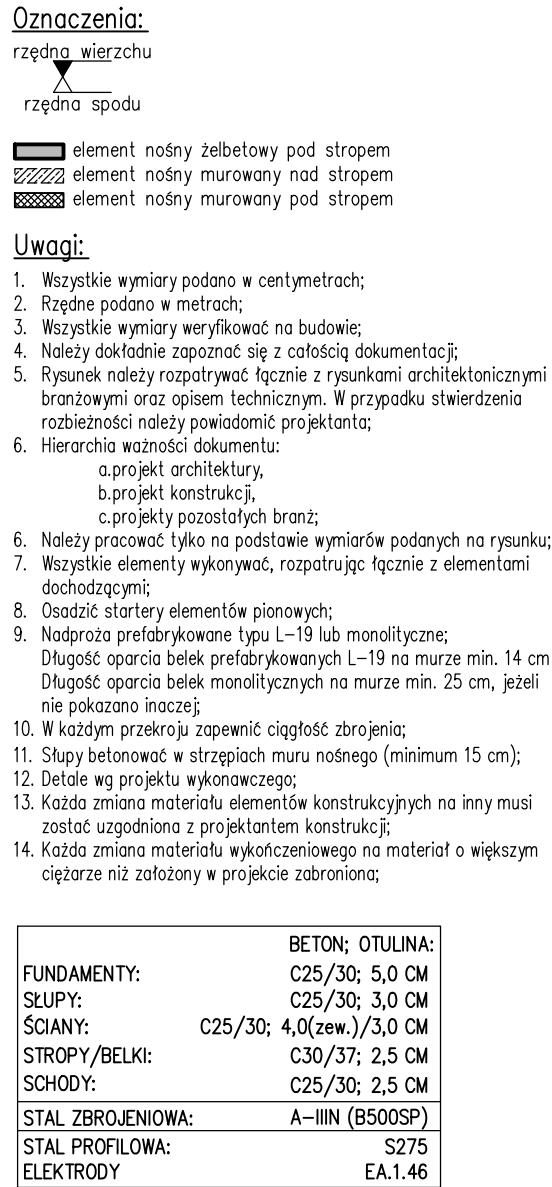 Oznaczenia:
rzędna wierzchu
rzędna spodu
element nośny żelbetowy pod stropem
element nośny murowany nad stropem
element nośny murowany pod stropem
Uwagi:
1. Wszystkie wymiary podano w centymetrach;
2. Rzędne podano w metrach;
3. Wszystkie wymiary weryfikować na budowie;
4. Należy dokładnie zapoznać się z całością dokumentacji;
5. Rysunek należy rozpatrywać łącznie z rysunkami architektonicznymi
branżowymi oraz opisem technicznym. W przypadku stwierdzenia
rozbieżności należy powiadomić projektanta;
6. Hierarchia ważności dokumentu:
a.projekt architektury,
b.projekt konstrukcji,
c.projekty pozostałych branż;
6. Należy pracować tylko na podstawie wymiarów podanych na rysunku;
7. Wszystkie elementy wykonywać, rozpatrując łącznie z elementami
dochodzącymi;
8. Osadzić startery elementów pionowych;
9. Nadproża prefabrykowane typu L-19 lub monolityczne;
Długość oparcia belek prefabrykowanych L-19 na murze min. 14 cm
Długość oparcia belek monolitycznych na murze min. 25 cm, jeżeli
nie pokazano inaczej;
10. W każdym przekroju zapewnić ciągłość zbrojenia;
11. Słupy betonować w strzępiach muru nośnego (minimum 15 cm);
12. Detale wg projektu wykonawczego;
13. Każda zmiana materiału elementów konstrukcyjnych na inny musi
zostać uzgodniona z projektantem konstrukcji;
14. Każda zmiana materiału wykończeniowego na materiał o większym
ciężarze niż założony w projekcie zabroniona;
BETON; OTULINA:
FUNDAMENTY: C25/30; 5,0 CM
SŁUPY: C25/30; 3,0 CM
ŚCIANY: C25/30; 4,0(zew.)/3,0 CM
STROPY/BELKI: C30/37; 2,5 CM
SCHODY: C25/30; 2,5 CM
STAL ZBROJENIOWA: A-IIIN (B500SP)
STAL PROFILOWA: S275
ELEKTRODY EA.1.46